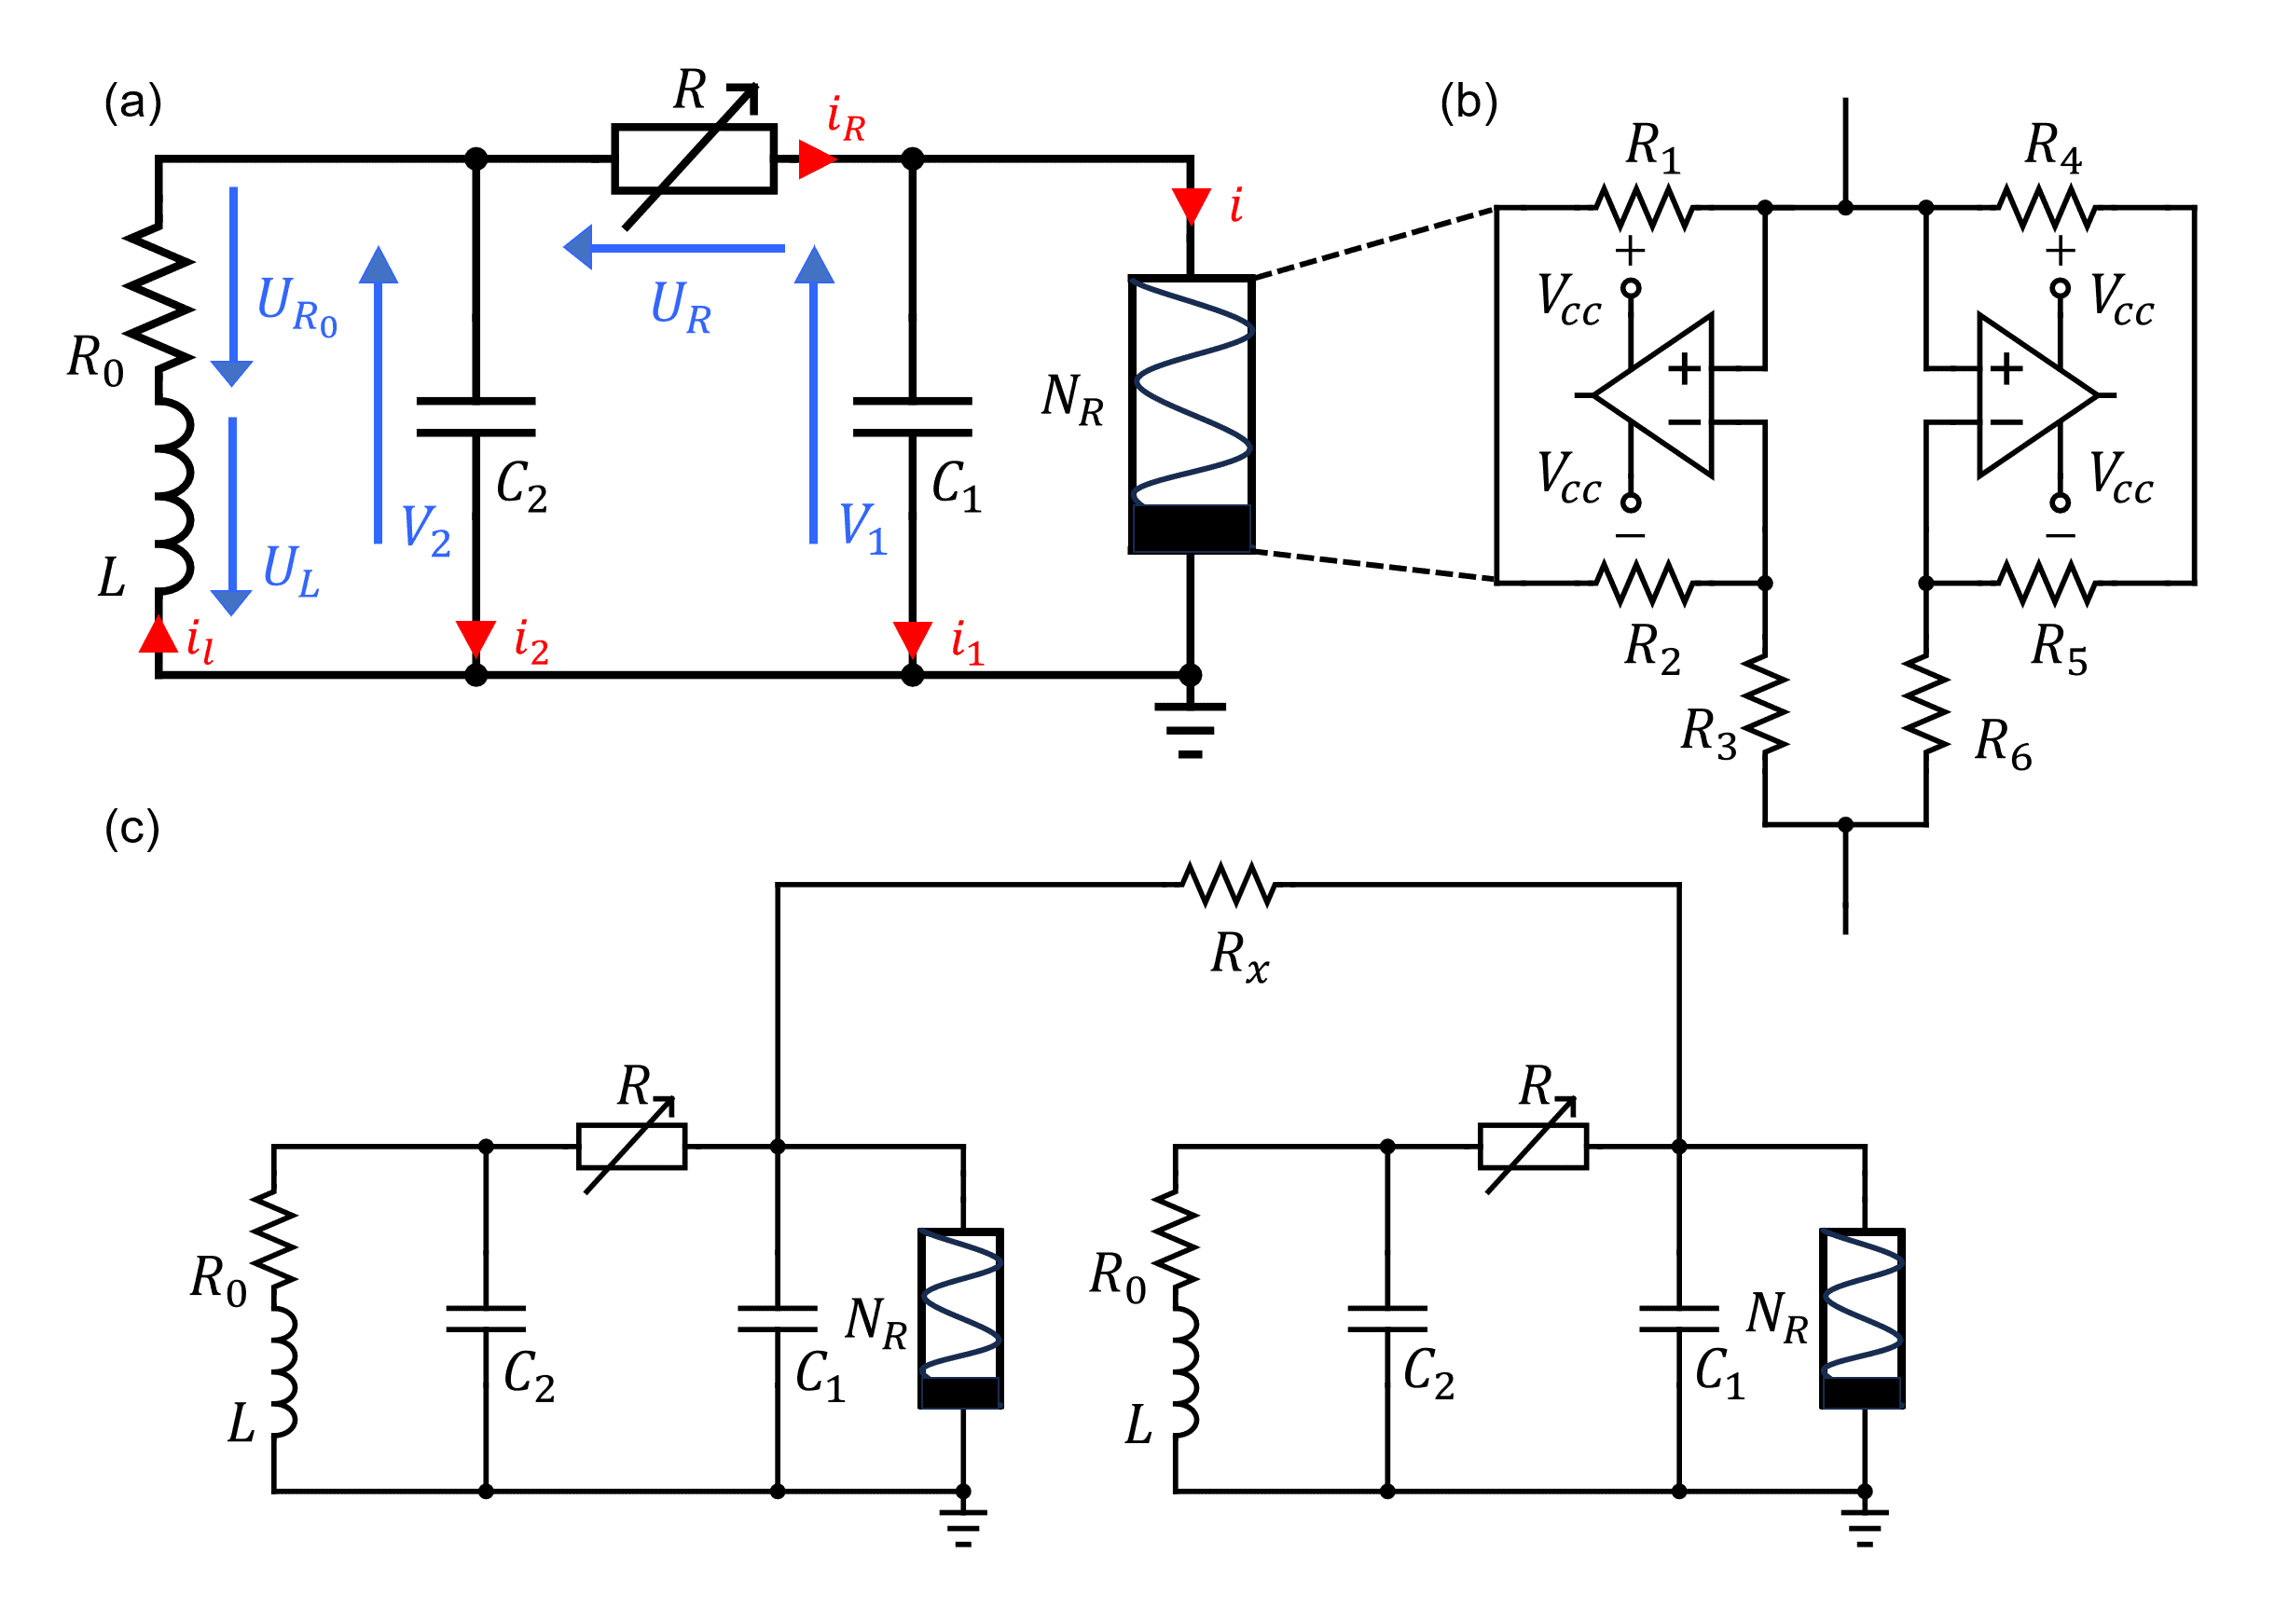 (a)
R
i_R
R_0
U_{R_0}
U_R
L
U_L
V_2
C_2
V_1
C_1
N_R
i
i_l
i_2
i_1
(b)
R_1
R_4
+
+
V_{cc}
V_{cc}
V_{cc}
V_{cc}
+
−
+
−
−
−
R_2
R_5
R_3
R_6
(c)
R_x
R
R
R_0
R_0
L
L
C_2
C_1
N_R
C_2
C_1
N_R